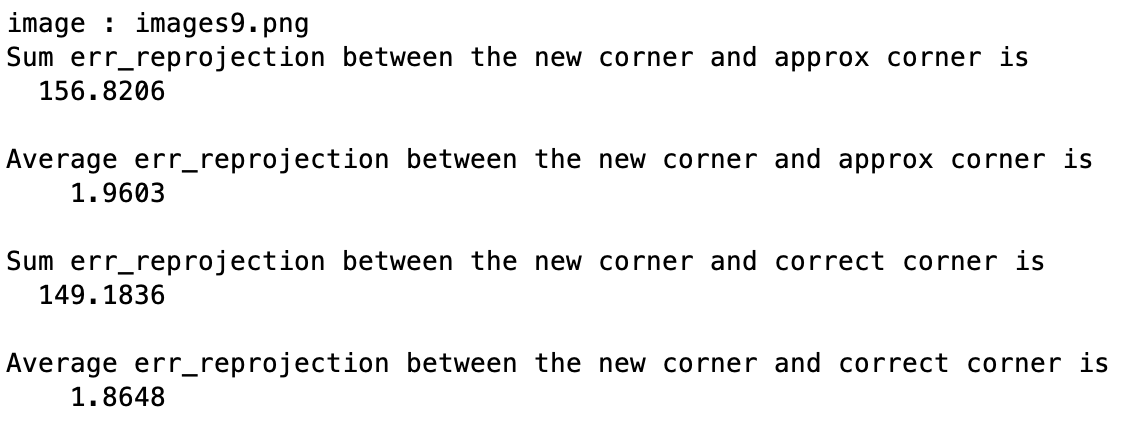 image : images9.png
Sum err_reprojection between the new corner and approx corner is
156.8206
Average err_reprojection between the new corner and approx corner is
1.9603
Sum err_reprojection between the new corner and correct corner is
149.1836
Average err_reprojection between the new corner and correct corner is
1.8648